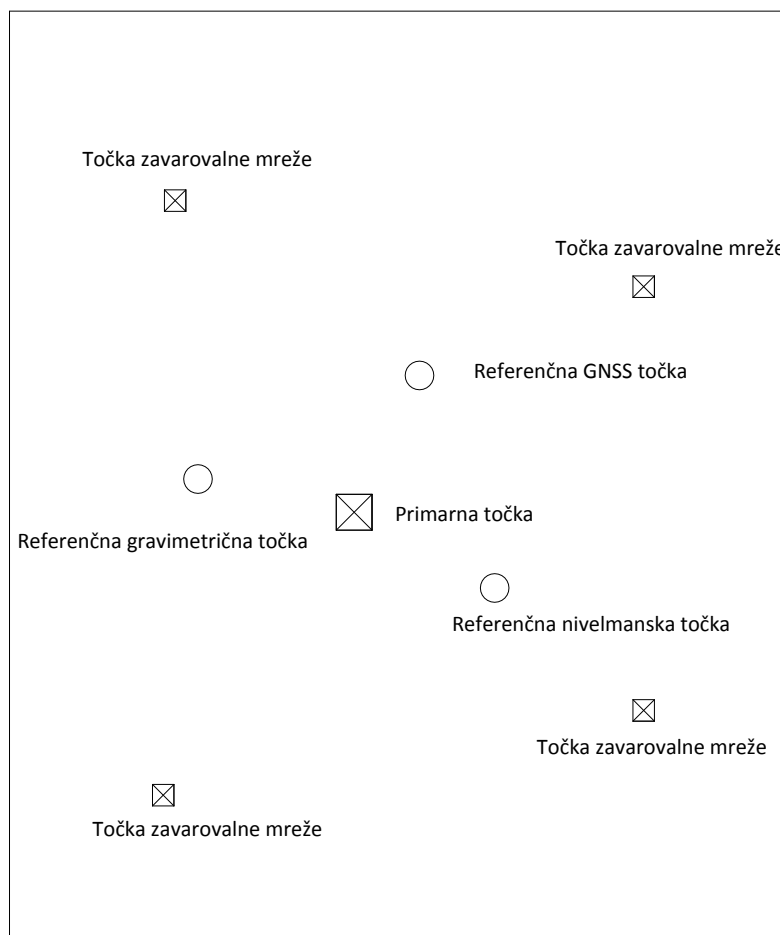 Točka zavarovalne mreže
Točka zavarovalne mreže
Referenčna GNSS točka
Primarna točka
Referenčna gravimetrična točka
Referenčna nivelmanska točka
Točka zavarovalne mreže
Točka zavarovalne mreže